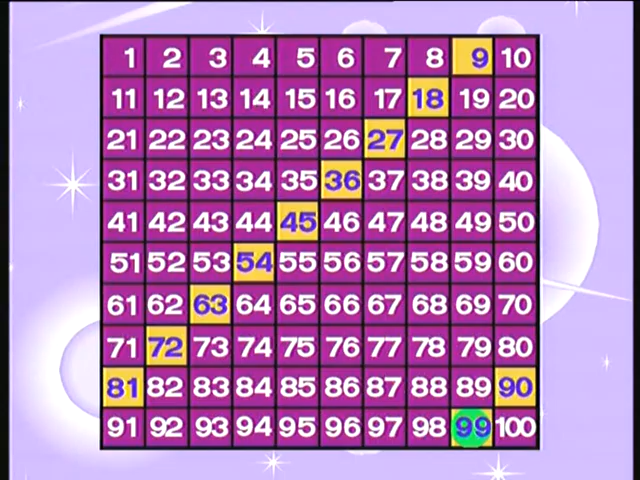 1 2 3 4 5 6 7 8 9 10
11 12 13 14 15 16 17 18 19 20
21 22 23 24 25 26 27 28 29 30
31 32 33 34 35 36 37 38 39 40
41 42 43 44 45 46 47 48 49 50
51 52 53 54 55 56 57 58 59 60
61 62 63 64 65 66 67 68 69 70
71 72 73 74 75 76 77 78 79 80
81 82 83 84 85 86 87 88 89 90
91 92 93 94 95 96 97 98 99 100